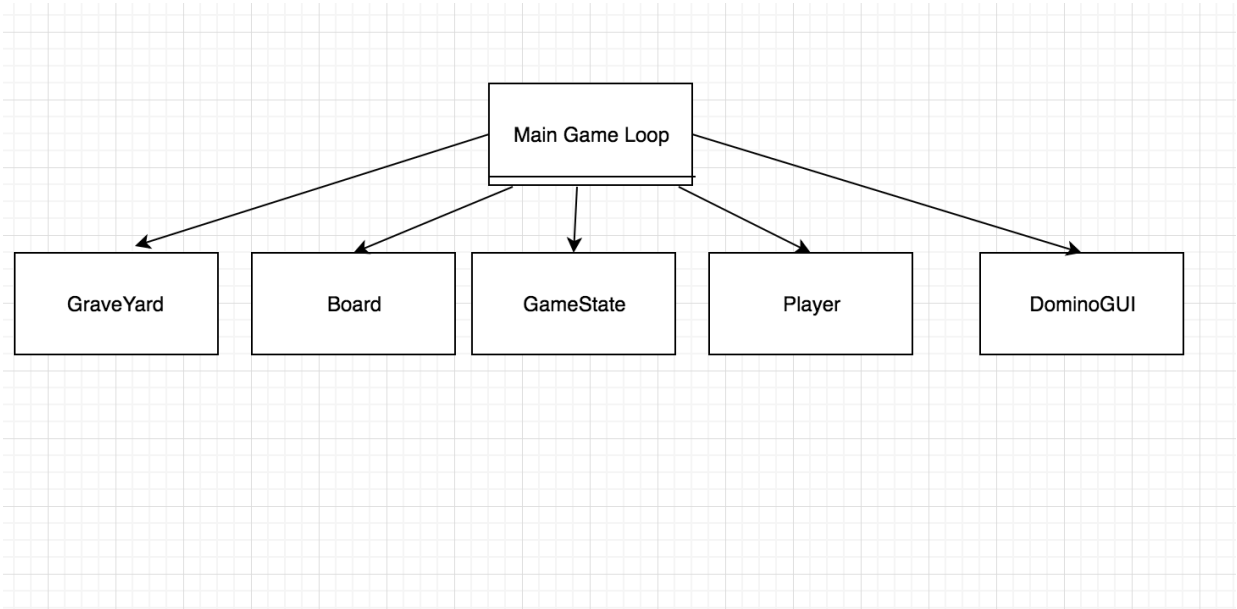 Main Game Loop
GraveYard
Board
GameState
Player
DominoGUI